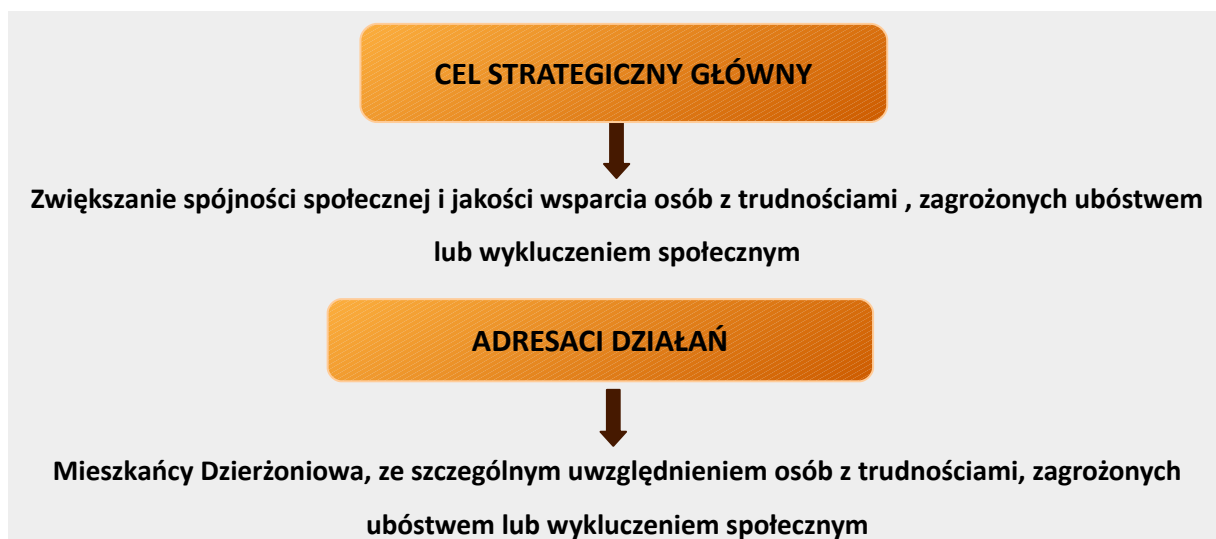 CEL STRATEGICZNY GŁÓWNY
Zwiększanie spójności społecznej i jakości wsparcia osób z trudnościami , zagrożonych ubóstwem
lub wykluczeniem społecznym
ADRESACI DZIAŁAŃ
Mieszkańcy Dzierżoniowa, ze szczególnym uwzględnieniem osób z trudnościami, zagrożonych
ubóstwem lub wykluczeniem społecznym